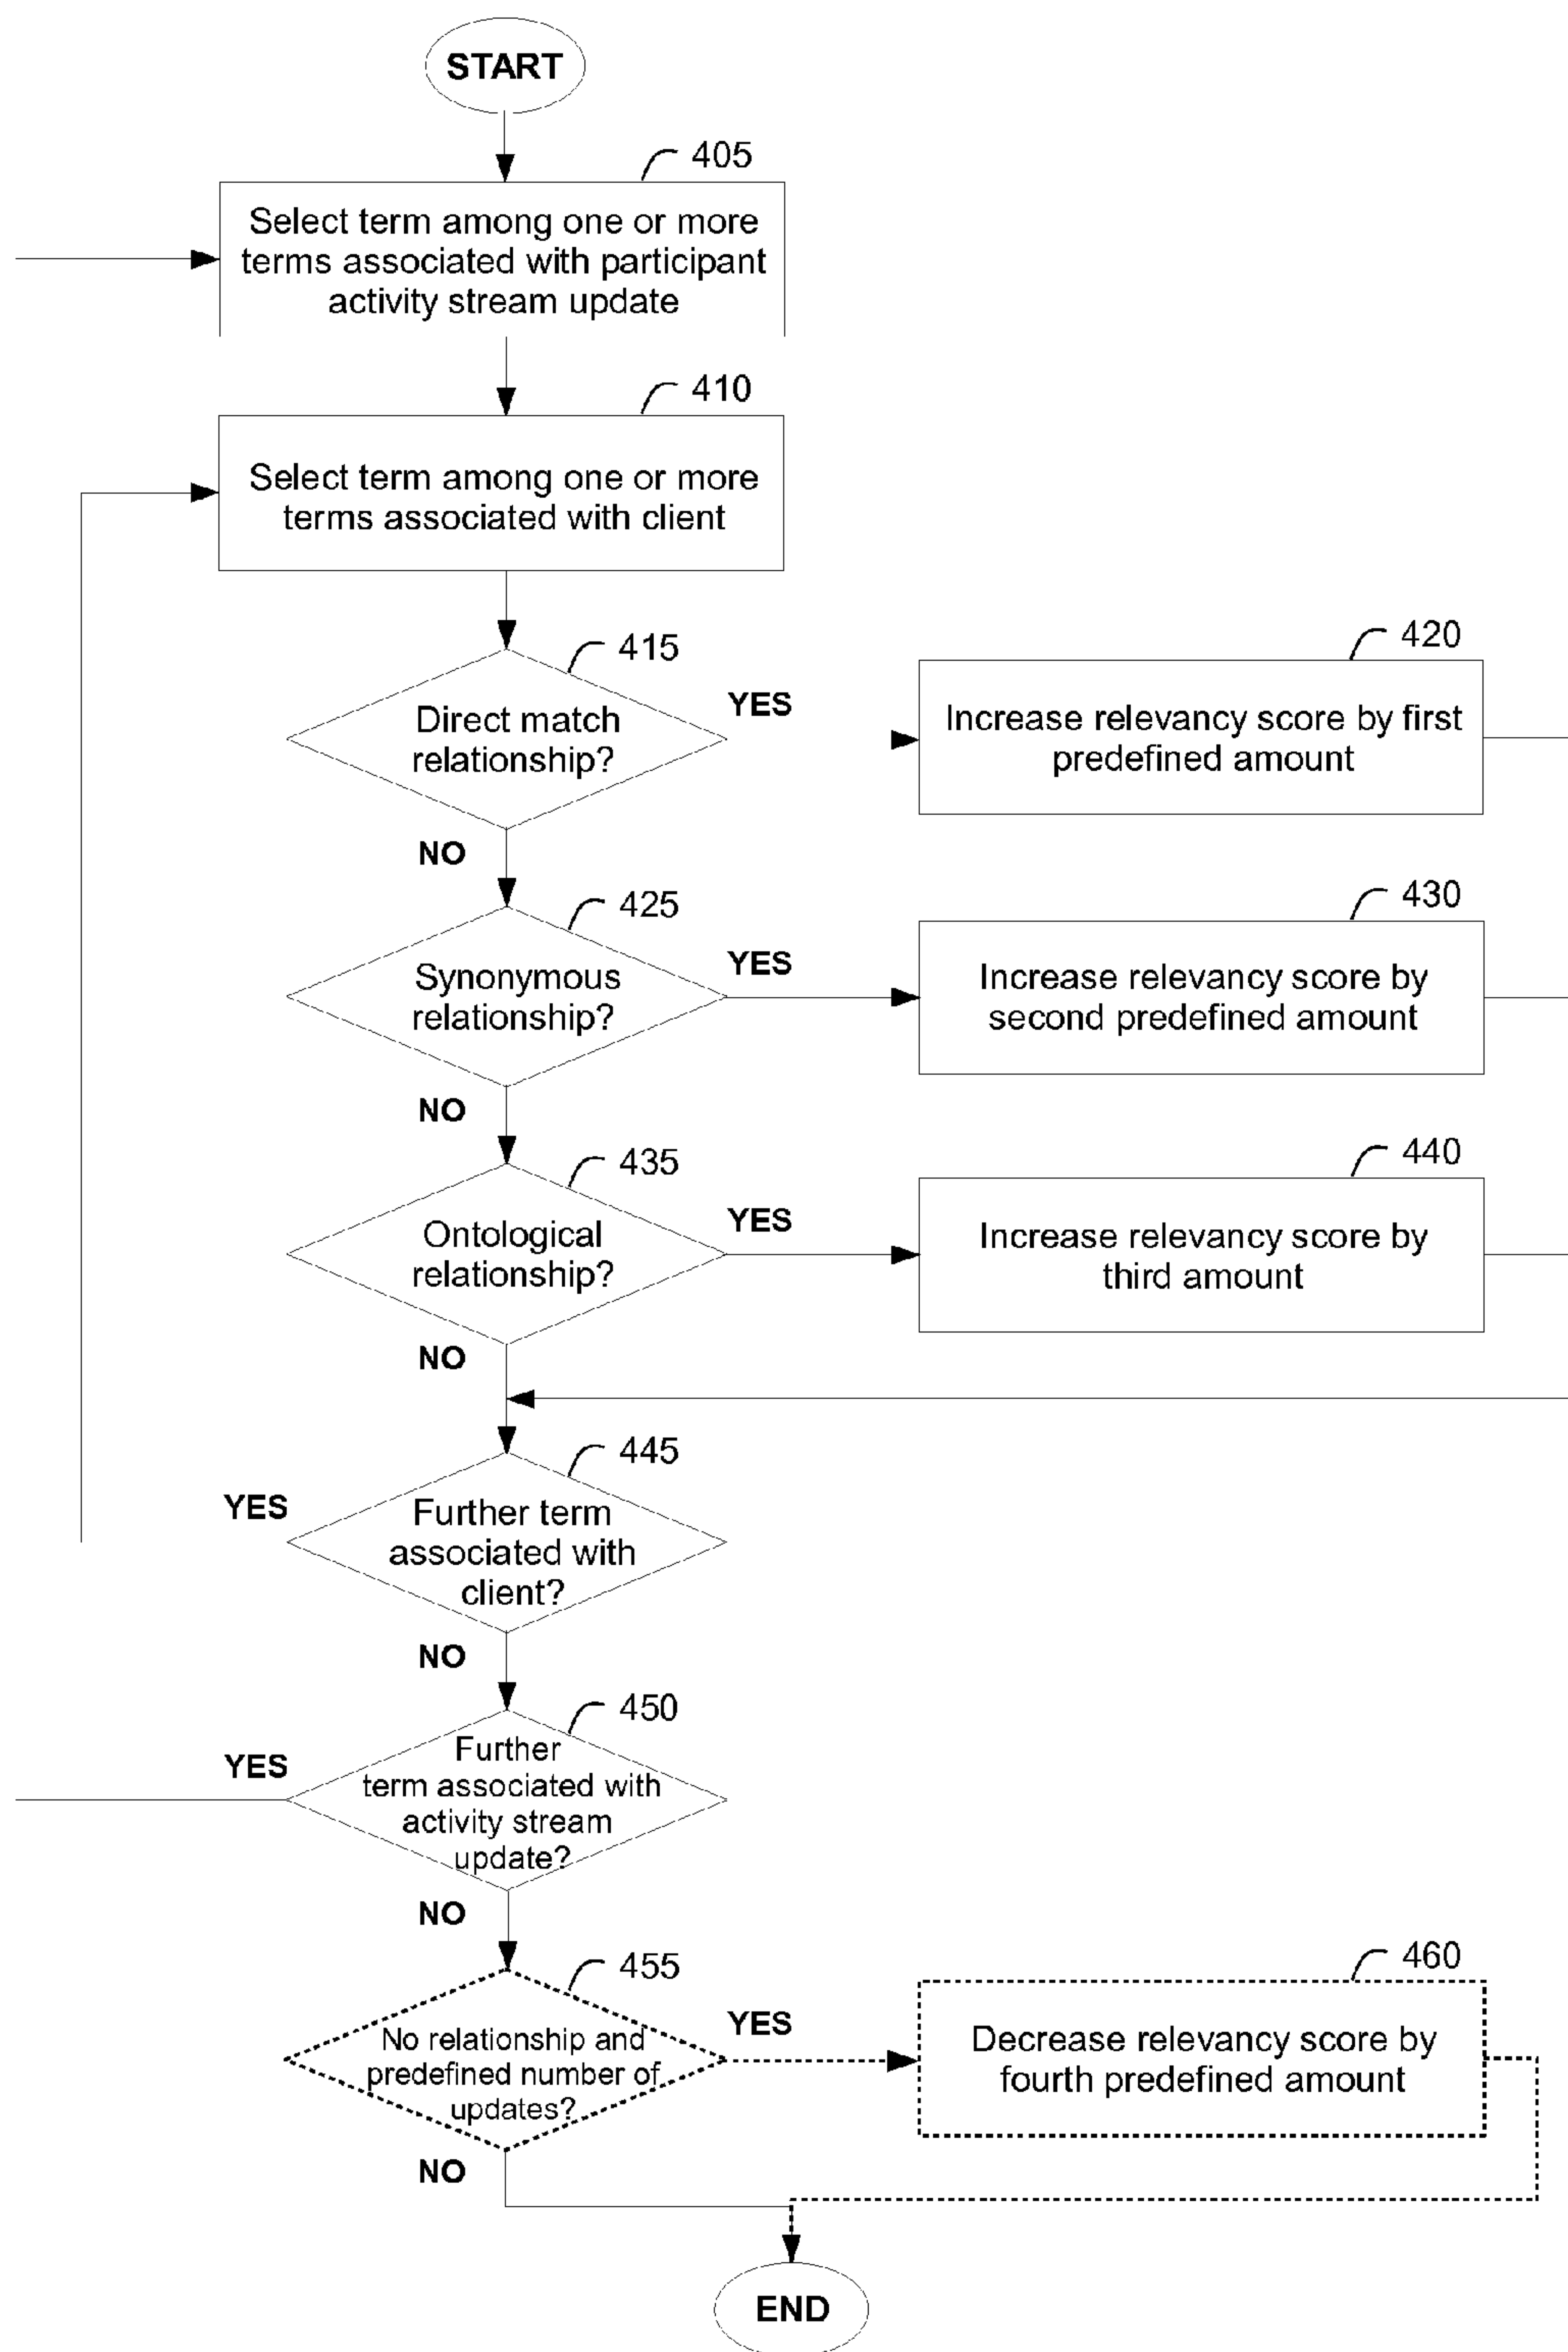 START
405
Select term among one or more
terms associated with participant
activity stream update
410
Select term among one or more
terms associated with client
415
Direct match
relationship?
YES
420
Increase relevancy score by first
predefined amount
NO
425
Synonymous
relationship?
YES
430
Increase relevancy score by
second predefined amount
NO
435
Ontological
relationship?
YES
440
Increase relevancy score by
third amount
NO
445
YES
Further term
associated with
client?
NO
450
YES
Further
term associated with
activity stream
update?
NO
455
No relationship and
predefined number of
updates?
YES
460
Decrease relevancy score by
fourth predefined amount
NO
END